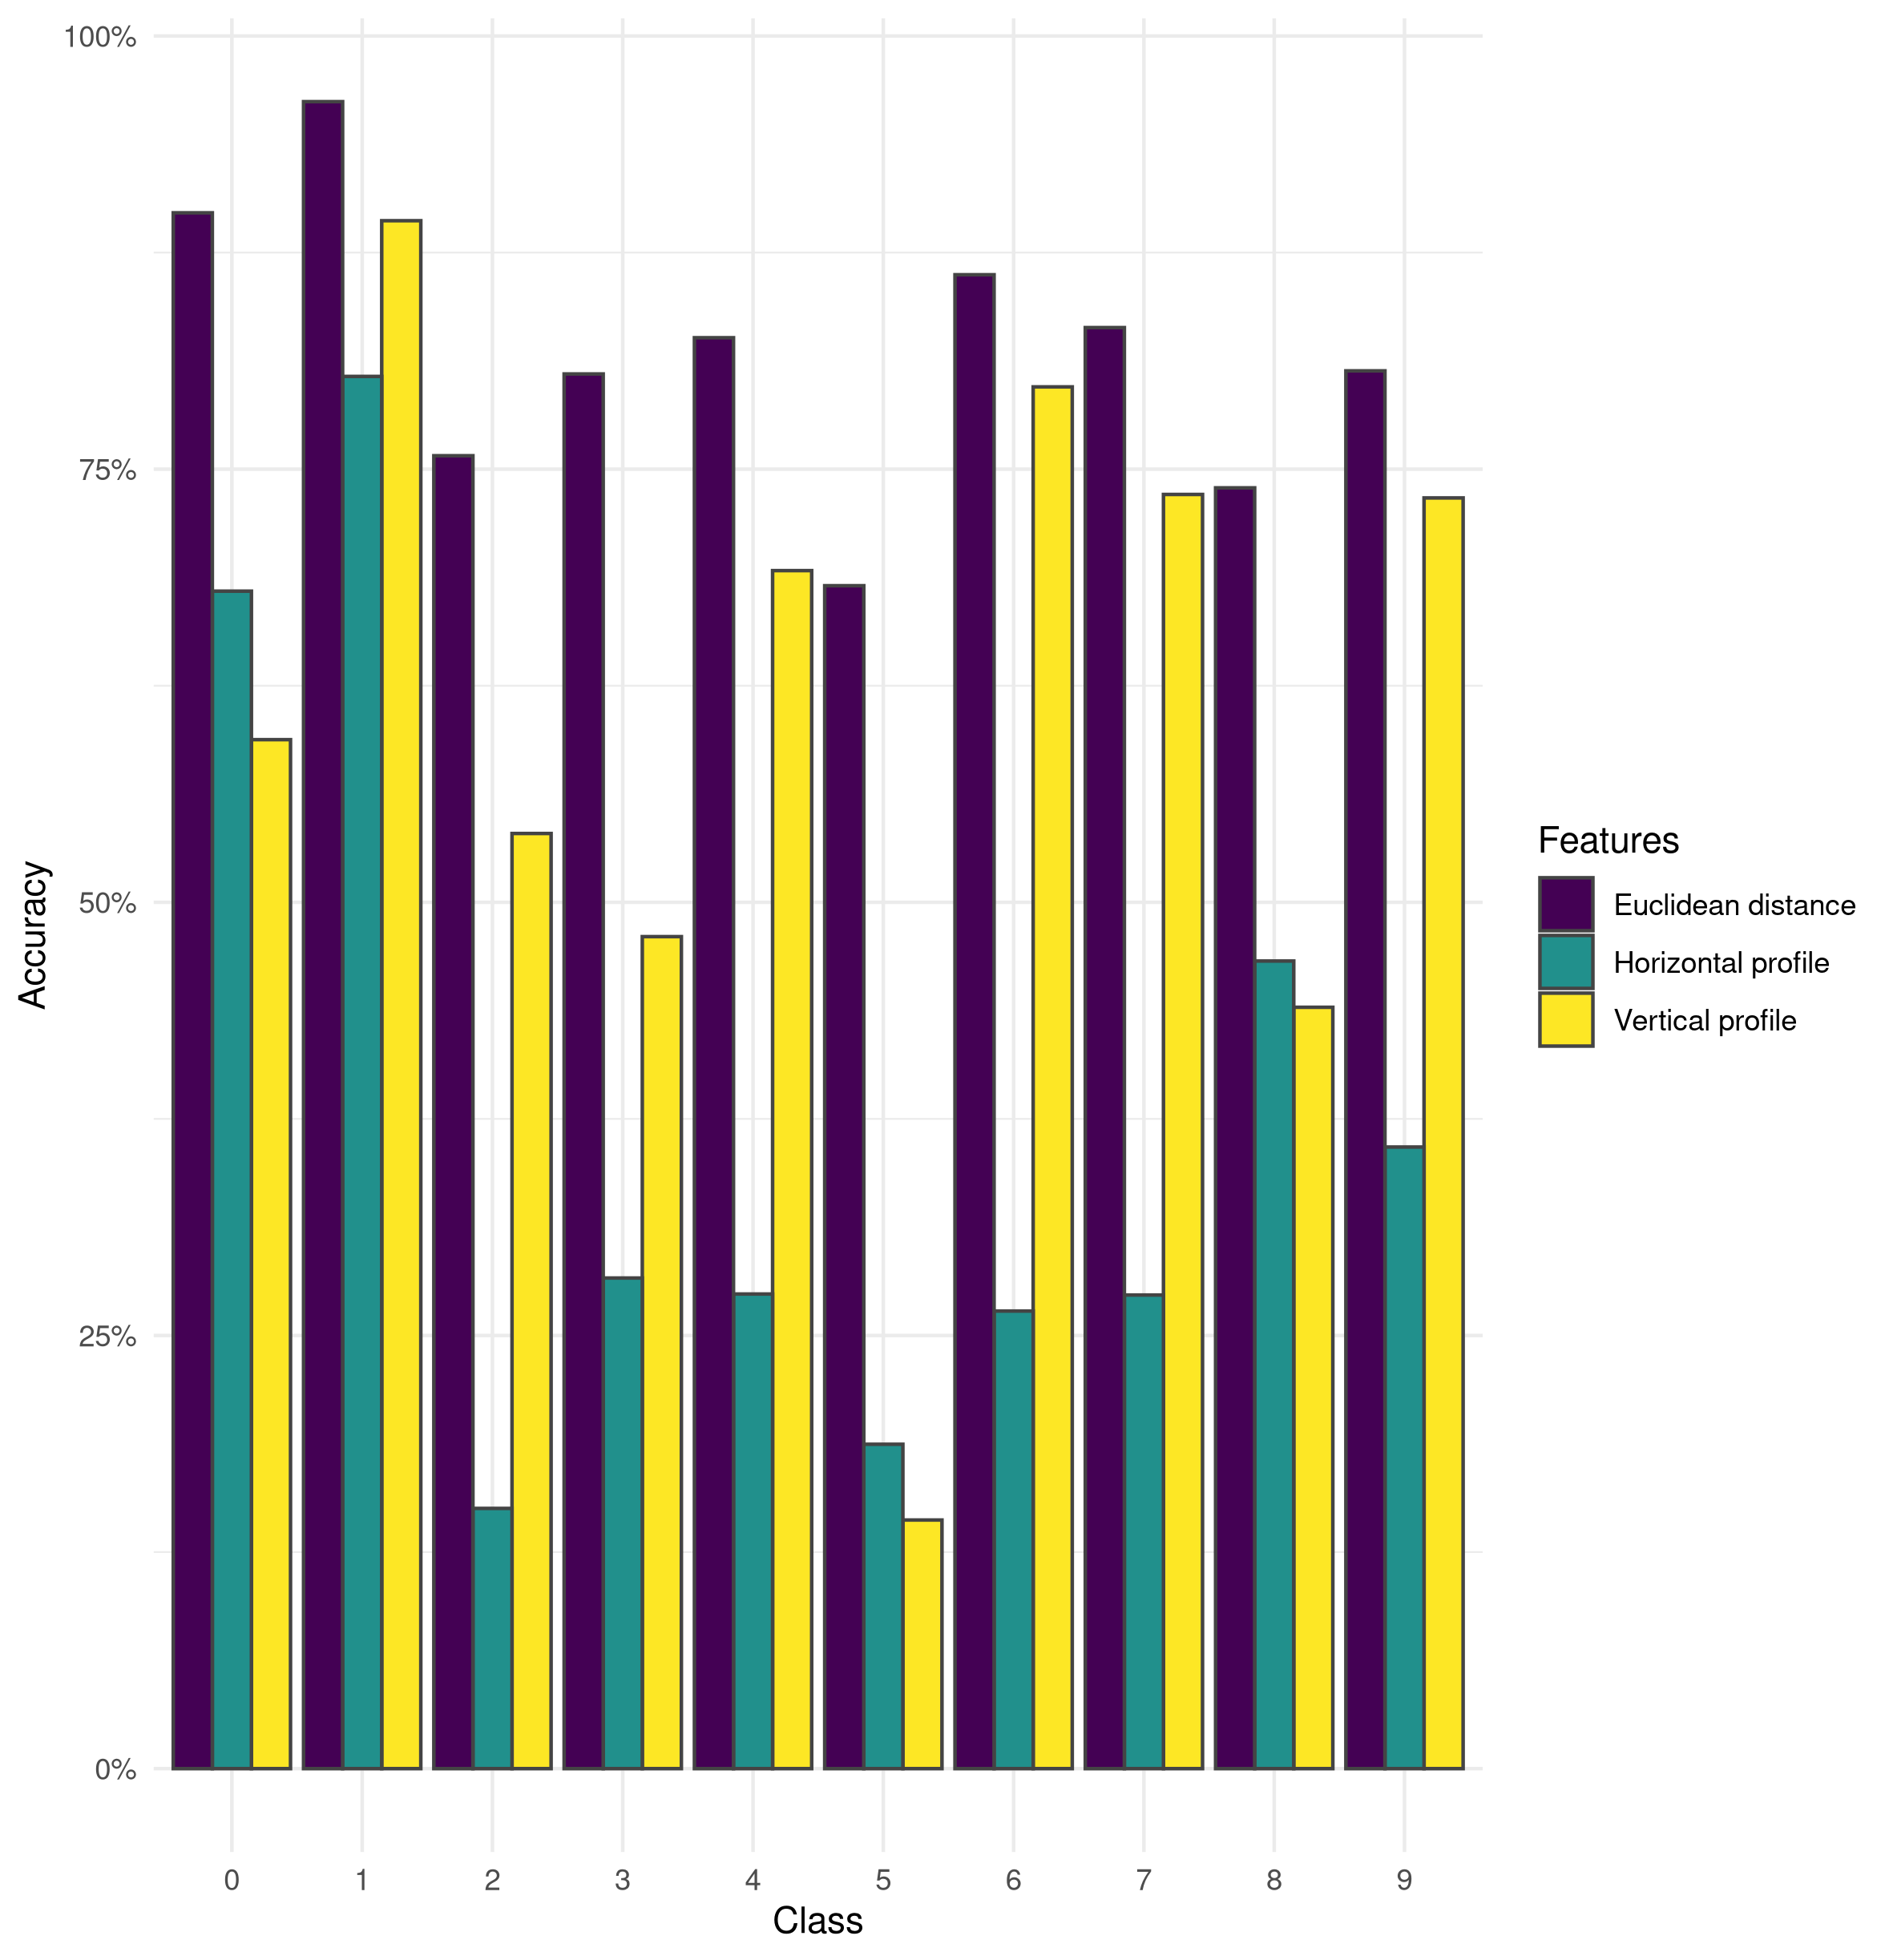 100%
75%
50%
25%
0%
Accuracy
0 1 2 3 4 5 6 7 8 9
Class
Features
Euclidean distance
Horizontal profile
Vertical profile